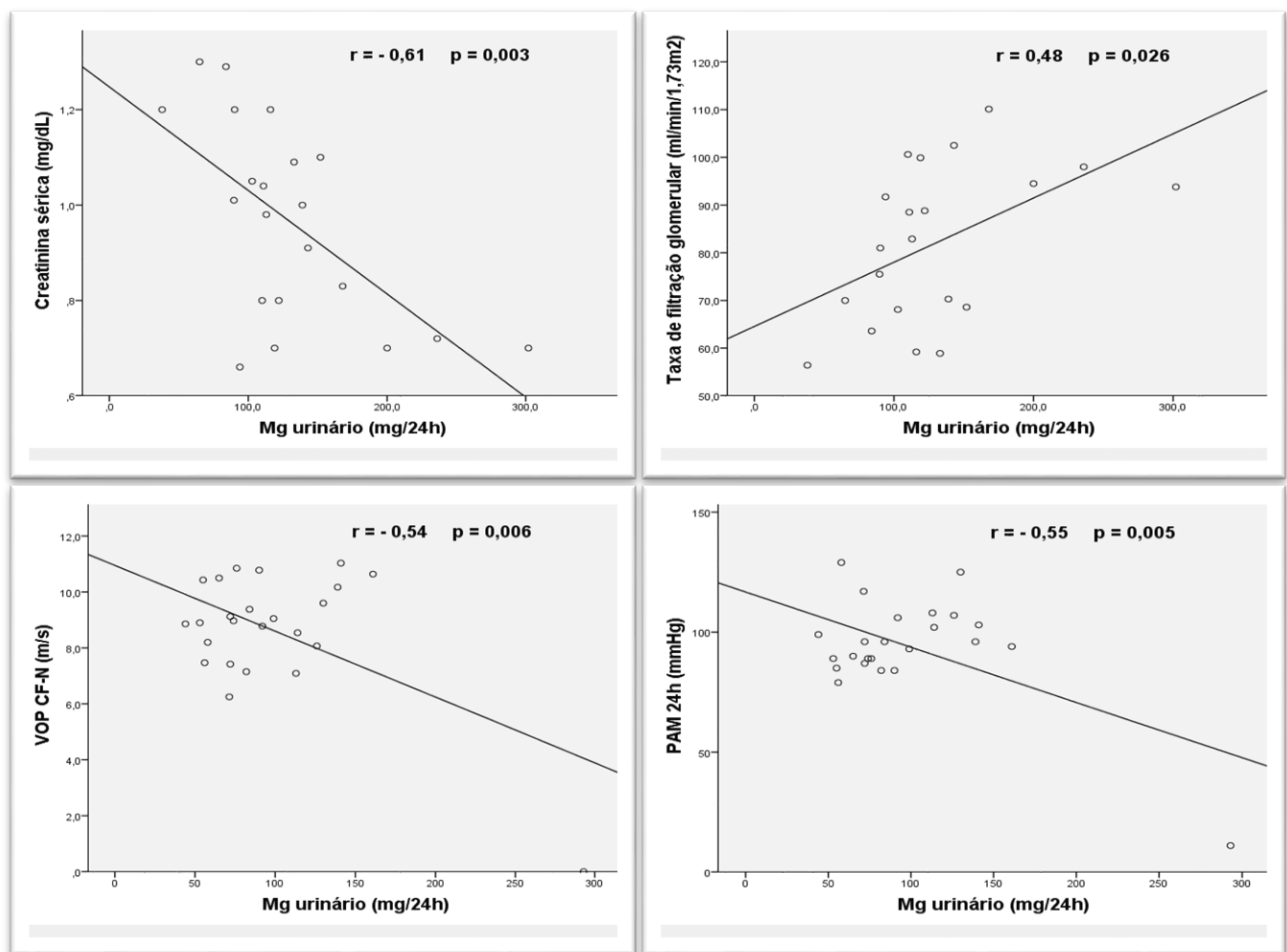 r = - 0,61 p = 0,003
Creatinina sérica (mg/dL)
1,2
1,0
,8
,6
,0 100,0 200,0 300,0
Mg urinário (mg/24h)
r = 0,48 p = 0,026
Taxa de filtração glomerular (ml/min/1,73m2)
120,0
110,0
100,0
90,0
80,0
70,0
60,0
50,0
,0 100,0 200,0 300,0
Mg urinário (mg/24h)
r = - 0,54 p = 0,006
VOP CF-N (m/s)
12,0
10,0
8,0
6,0
4,0
2,0
,0
0 50 100 150 200 250 300
Mg urinário (mg/24h)
r = - 0,55 p = 0,005
PAM 24h (mmHg)
150
100
50
0
0 50 100 150 200 250 300
Mg urinário (mg/24h)